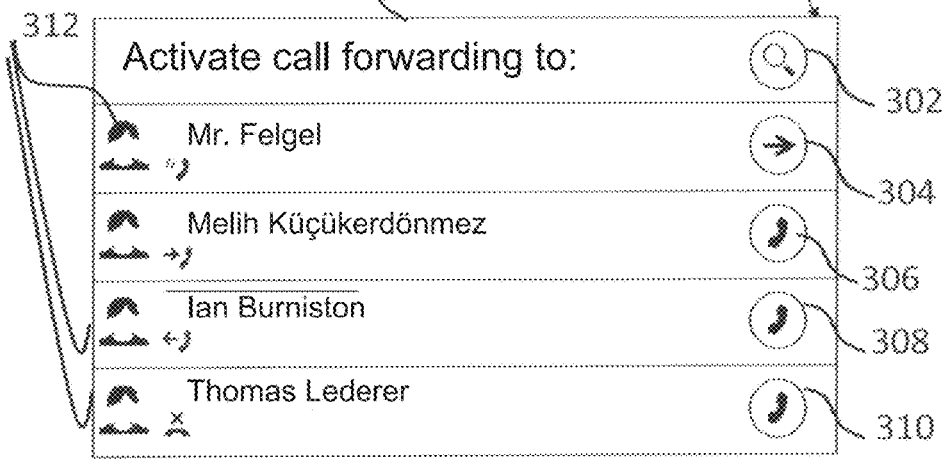 312
Activate call forwarding to:
302
Mr. Felgel
304
Melih Küçükerdönmez
306
Ian Burniston
308
Thomas Lederer
310